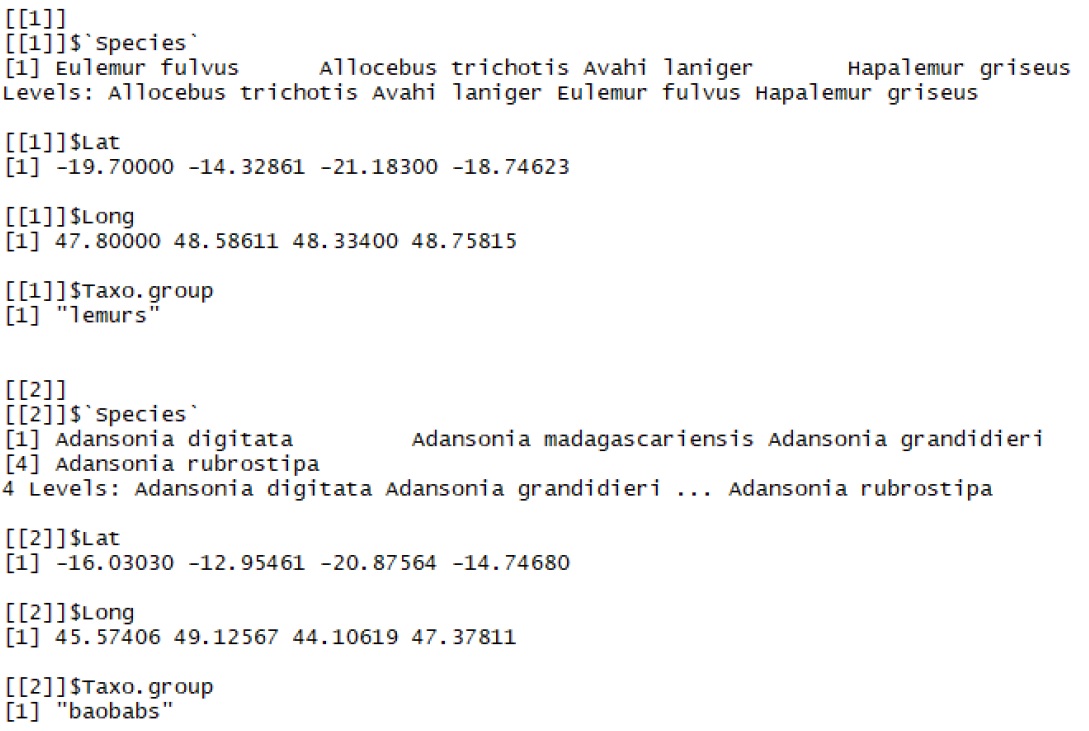 [[1]]
[[1]]$`Species`
[1] Eulemur fulvus      Allocebus trichotis Avahi laniger       Hapalemur griseus
Levels: Allocebus trichotis Avahi laniger Eulemur fulvus Hapalemur griseus
[[1]]$Lat
[1] -19.70000 -14.32861 -21.18300 -18.74623
[[1]]$Long
[1] 47.80000 48.58611 48.33400 48.75815
[[1]]$Taxo.group
[1] "lemurs"
[[2]]
[[2]]$`Species`
[1] Adansonia digitata         Adansonia madagascariensis Adansonia grandidieri
[4] Adansonia rubrostipa
4 Levels: Adansonia digitata Adansonia grandidieri ... Adansonia rubrostipa
[[2]]$Lat
[1] -16.03030 -12.95461 -20.87564 -14.74680
[[2]]$Long
[1] 45.57406 49.12567 44.10619 47.37811
[[2]]$Taxo.group
[1] "baobabs"